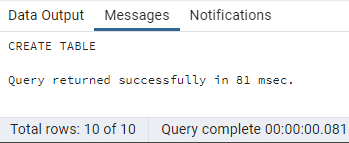 Data Output Messages Notifications
CREATE TABLE
Query returned successfully in 81 msec.
Total rows: 10 of 10 Query complete 00:00:00.081